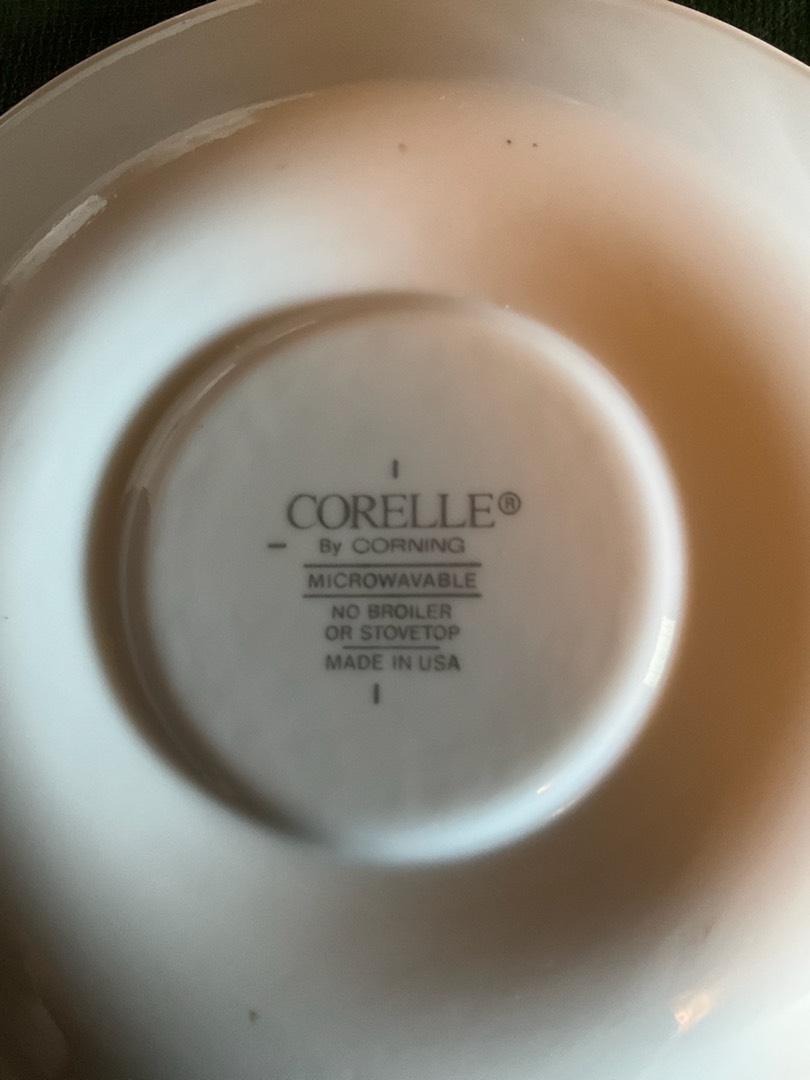 CORELLE®
By CORNING
MICROWAVABLE
NO BROILER
OR STOVETOP
MADE IN USA